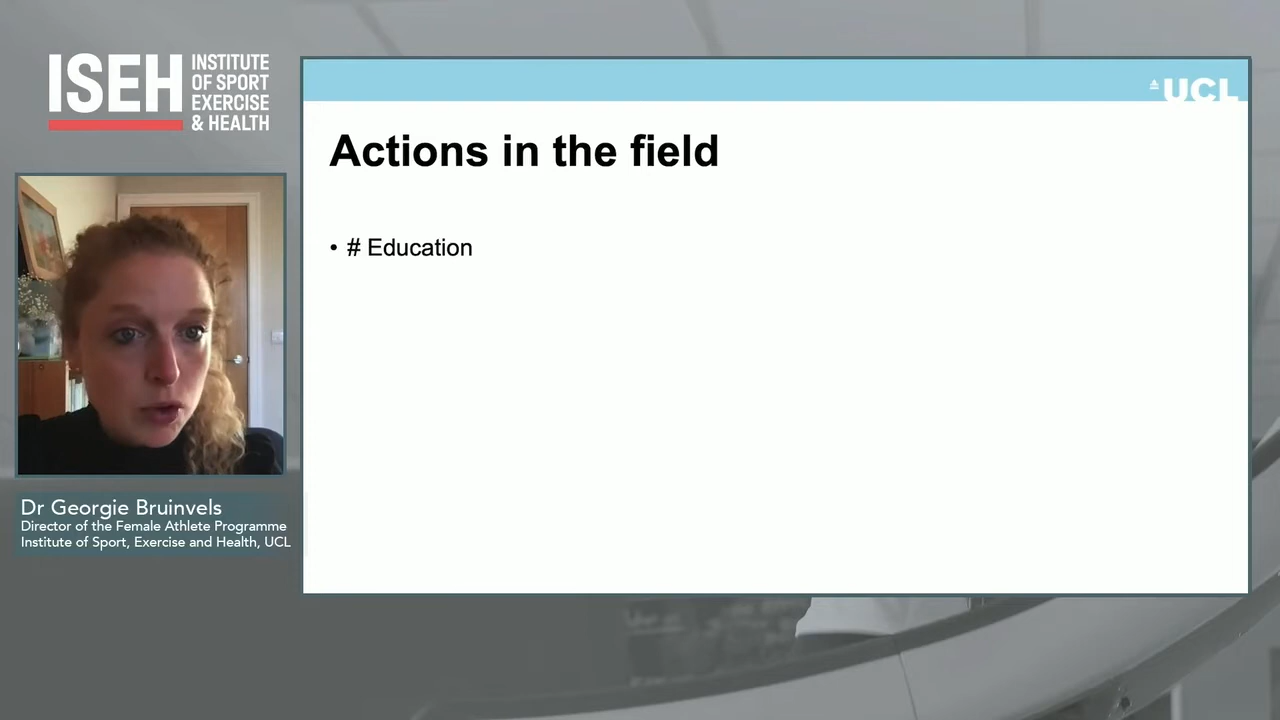 ISEH
INSTITUTE
OF SPORT
EXERCISE
& HEALTH
UCL
Actions in the field
• # Education
Dr Georgie Bruinvels
Director of the Female Athlete Programme
Institute of Sport, Exercise and Health, UCL